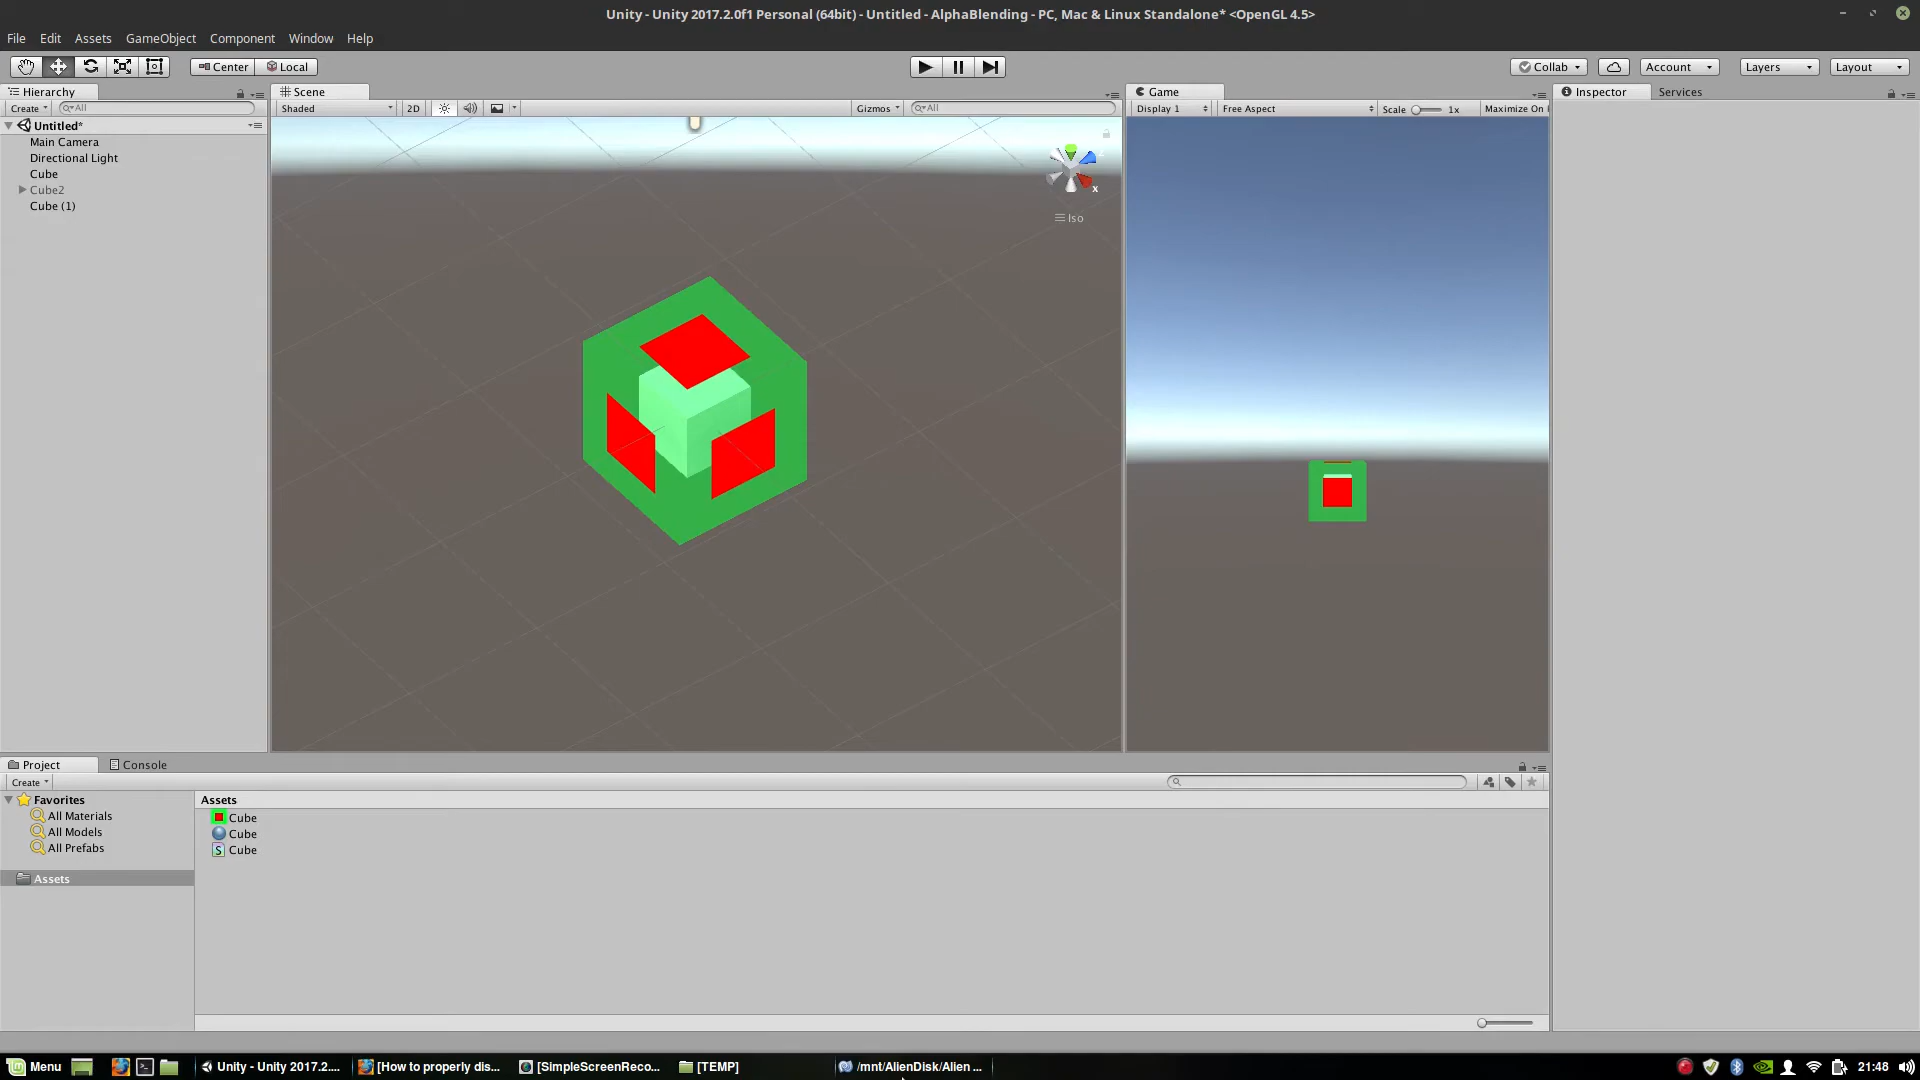 Unity - Unity 2017.2.0f1 Personal (64bit) - Untitled - AlphaBlending - PC, Mac & Linux Standalone* <OpenGL 4.5>
File Edit Assets GameObject Component Window Help
Center Local Collab Account Layers Layout
Hierarchy Scene Game Inspector Services
Create All Shaded 2D Gizmos All Display 1 Free Aspect Scale 1x Maximize On
Untitled*
Main Camera
Directional Light
Cube
Cube2
Cube (1)
x
Iso
Project Console
Create
Favorites
All Materials
All Models
All Prefabs
Assets
Assets
Cube
Cube
S Cube
Menu Unity - Unity 2017.2.... [How to properly dis... [SimpleScreenReco... [TEMP] /mnt/AlienDisk/Alien ... 21:48